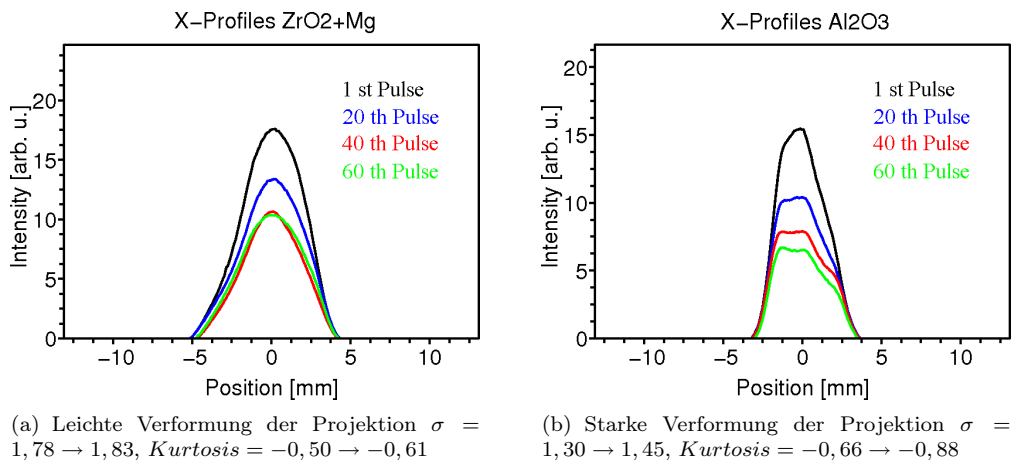 X-Profiles ZrO2+Mg
Intensity [arb. u.]
20
15
10
5
0
1 st Pulse
20 th Pulse
40 th Pulse
60 th Pulse
−10 −5 0 5 10
Position [mm]
(a) Leichte Verformung der Projektion σ =
1,78 → 1,83, Kurtosis = −0,50 → −0,61
X-Profiles Al2O3
Intensity [arb. u.]
20
15
10
5
0
1 st Pulse
20 th Pulse
40 th Pulse
60 th Pulse
−10 −5 0 5 10
Position [mm]
(b) Starke Verformung der Projektion σ =
1,30 → 1,45, Kurtosis = −0,66 → −0,88